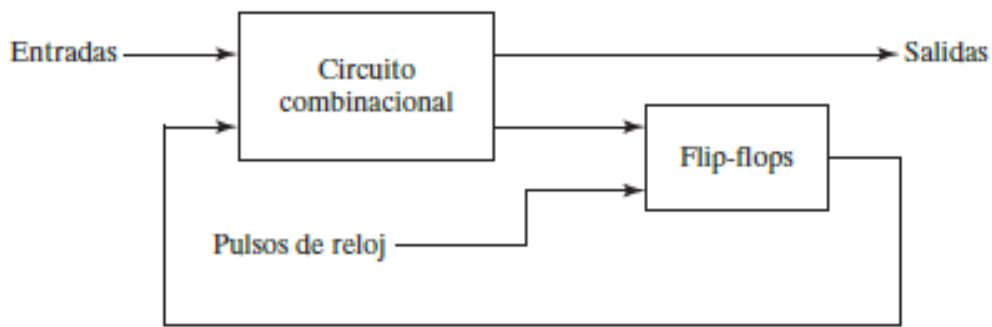 Entradas
Circuito
combinacional
Salidas
Flip-flops
Pulsos de reloj